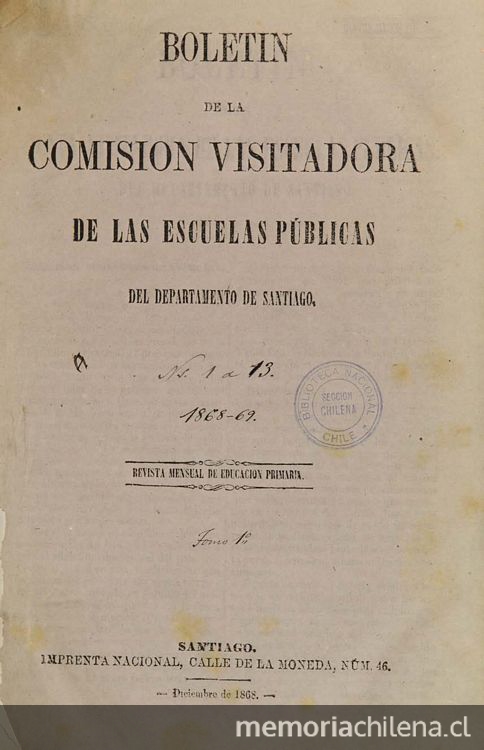 BOLETIN
DE LA
COMISION VISITADORA
DE LAS ESCUELAS PÚBLICAS
DEL DEPARTAMENTO DE SANTIAGO.
Ns. 1 a 13.
1868-69.
BIBLIOTECA NACIONAL
SECCION
CHILENA
CHILE
REVISTA MENSUAL DE EDUCACION PRIMARIA.
Tomo 1º
SANTIAGO.
IMPRENTA NACIONAL, CALLE DE LA MONEDA, NÚM. 46.
— Diciembre de 1868. —
memoriachilena.cl